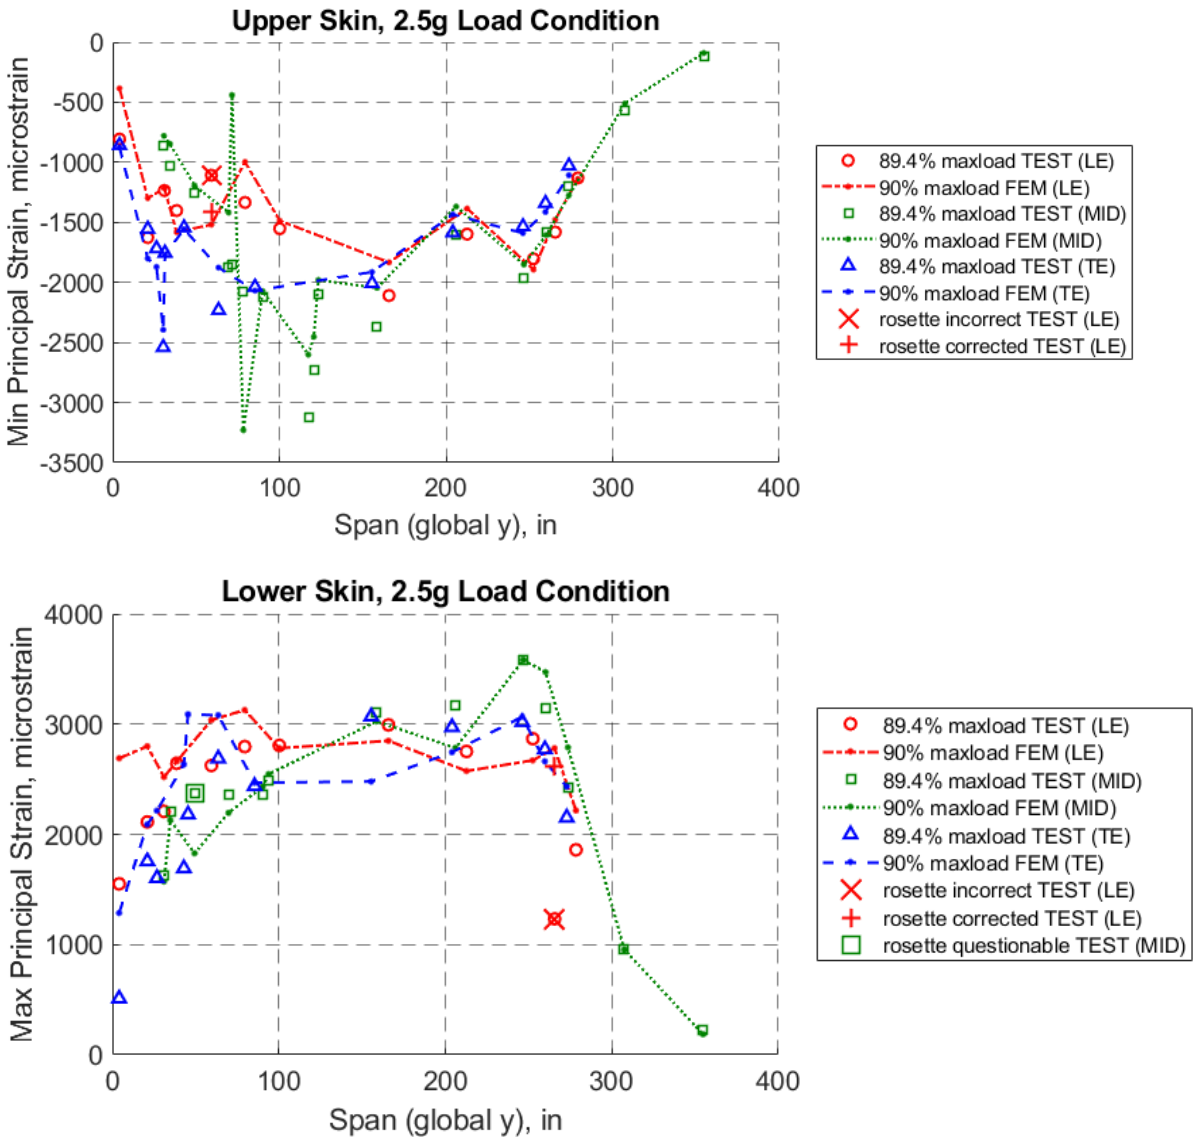 Upper Skin, 2.5g Load Condition
0
-500
-1000
-1500
-2000
-2500
-3000
-3500
Min Principal Strain, microstrain
0 100 200 300 400
Span (global y), in
89.4% maxload TEST (LE)
90% maxload FEM (LE)
89.4% maxload TEST (MID)
90% maxload FEM (MID)
89.4% maxload TEST (TE)
90% maxload FEM (TE)
rosette incorrect TEST (LE)
rosette corrected TEST (LE)
Lower Skin, 2.5g Load Condition
4000
3000
2000
1000
0
Max Principal Strain, microstrain
0 100 200 300 400
Span (global y), in
89.4% maxload TEST (LE)
90% maxload FEM (LE)
89.4% maxload TEST (MID)
90% maxload FEM (MID)
89.4% maxload TEST (TE)
90% maxload FEM (TE)
rosette incorrect TEST (LE)
rosette corrected TEST (LE)
rosette questionable TEST (MID)